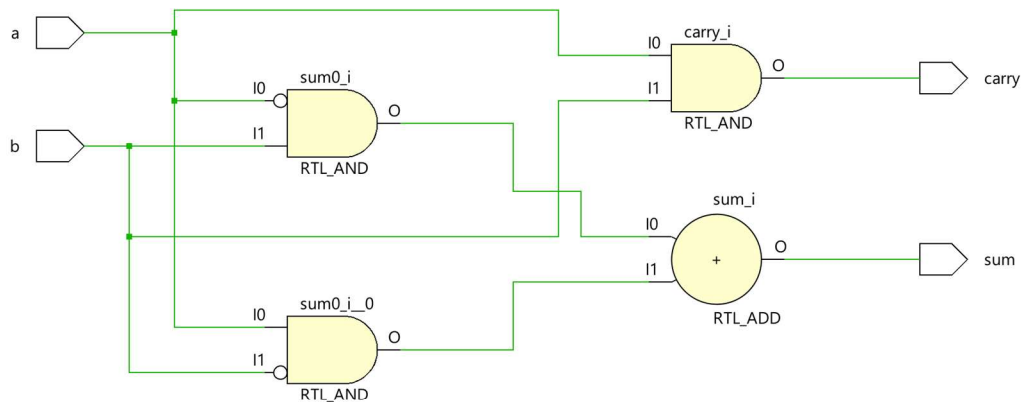 a
b
I0
I1
sum0_i
O
RTL_AND
I0
I1
sum0_i__0
O
RTL_AND
I0
I1
carry_i
O
RTL_AND
carry
I0
I1
sum_i
+
O
RTL_ADD
sum